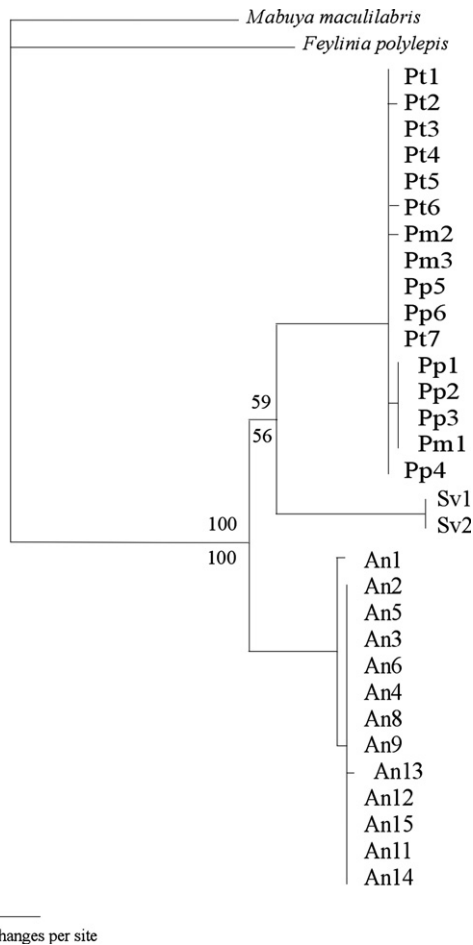 Mabuya maculilabris
Feylinia polylepis
Pt1
Pt2
Pt3
Pt4
Pt5
Pt6
Pm2
Pm3
Pp5
Pp6
Pt7
Pp1
Pp2
Pp3
Pm1
Pp4
59
56
Sv1
Sv2
100
100
An1
An2
An5
An3
An6
An4
An8
An9
An13
An12
An15
An11
An14
hanges per site